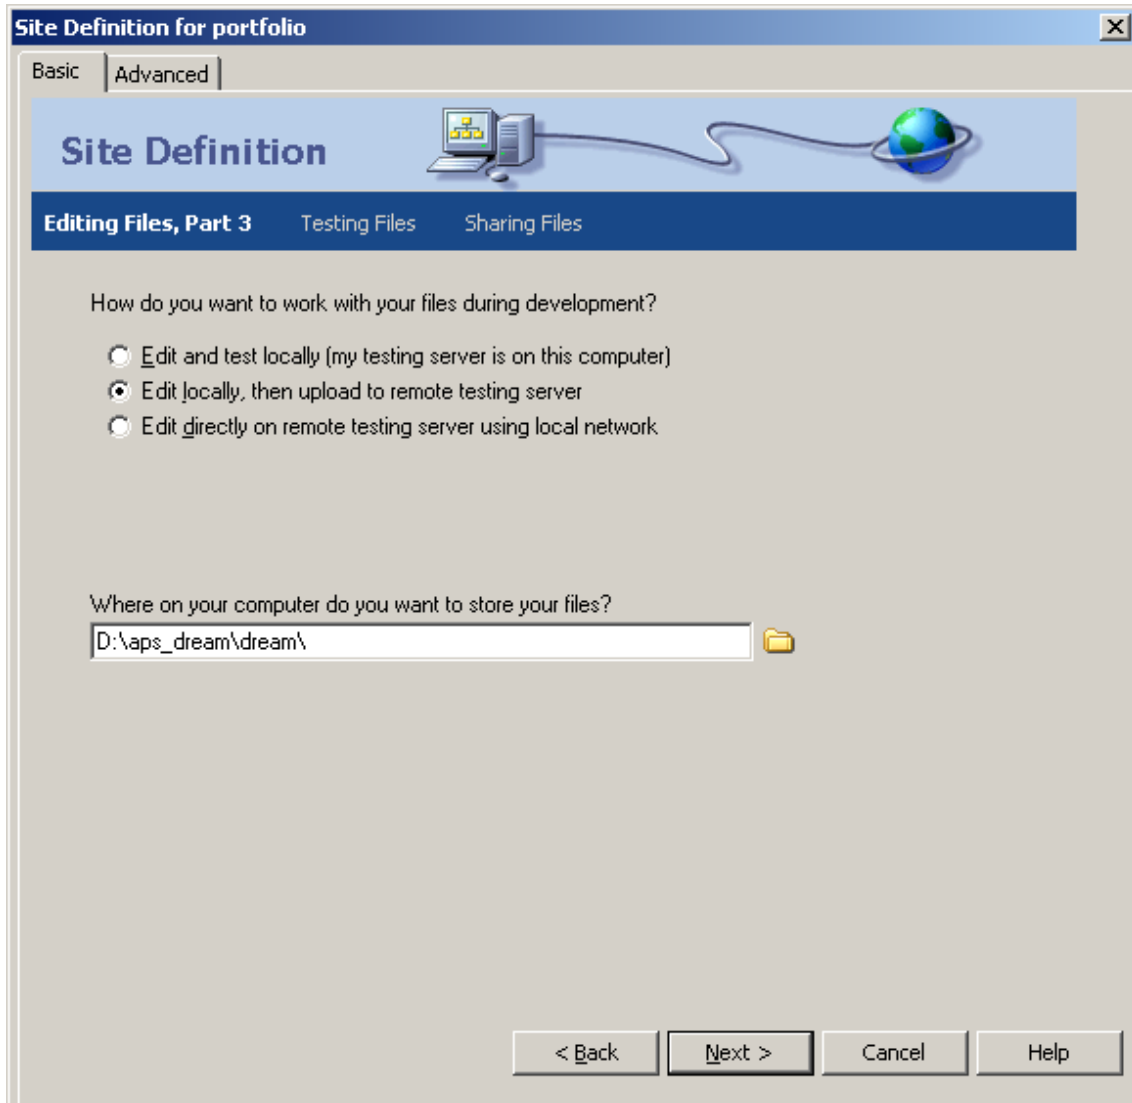 Site Definition for portfolio
Basic
Advanced
Site Definition
Editing Files, Part 3 Testing Files Sharing Files
How do you want to work with your files during development?
Edit and test locally (my testing server is on this computer)
Edit locally, then upload to remote testing server
Edit directly on remote testing server using local network
Where on your computer do you want to store your files?
D:\aps_dream\dream\
< Back Next > Cancel Help